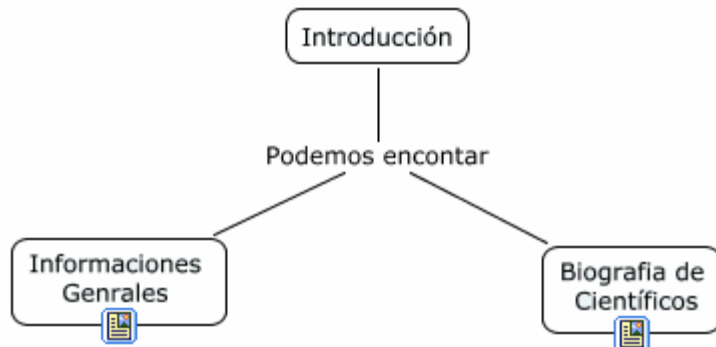 Introducción
Podemos encontar
Informaciones
Genrales
Biografia de
Científicos